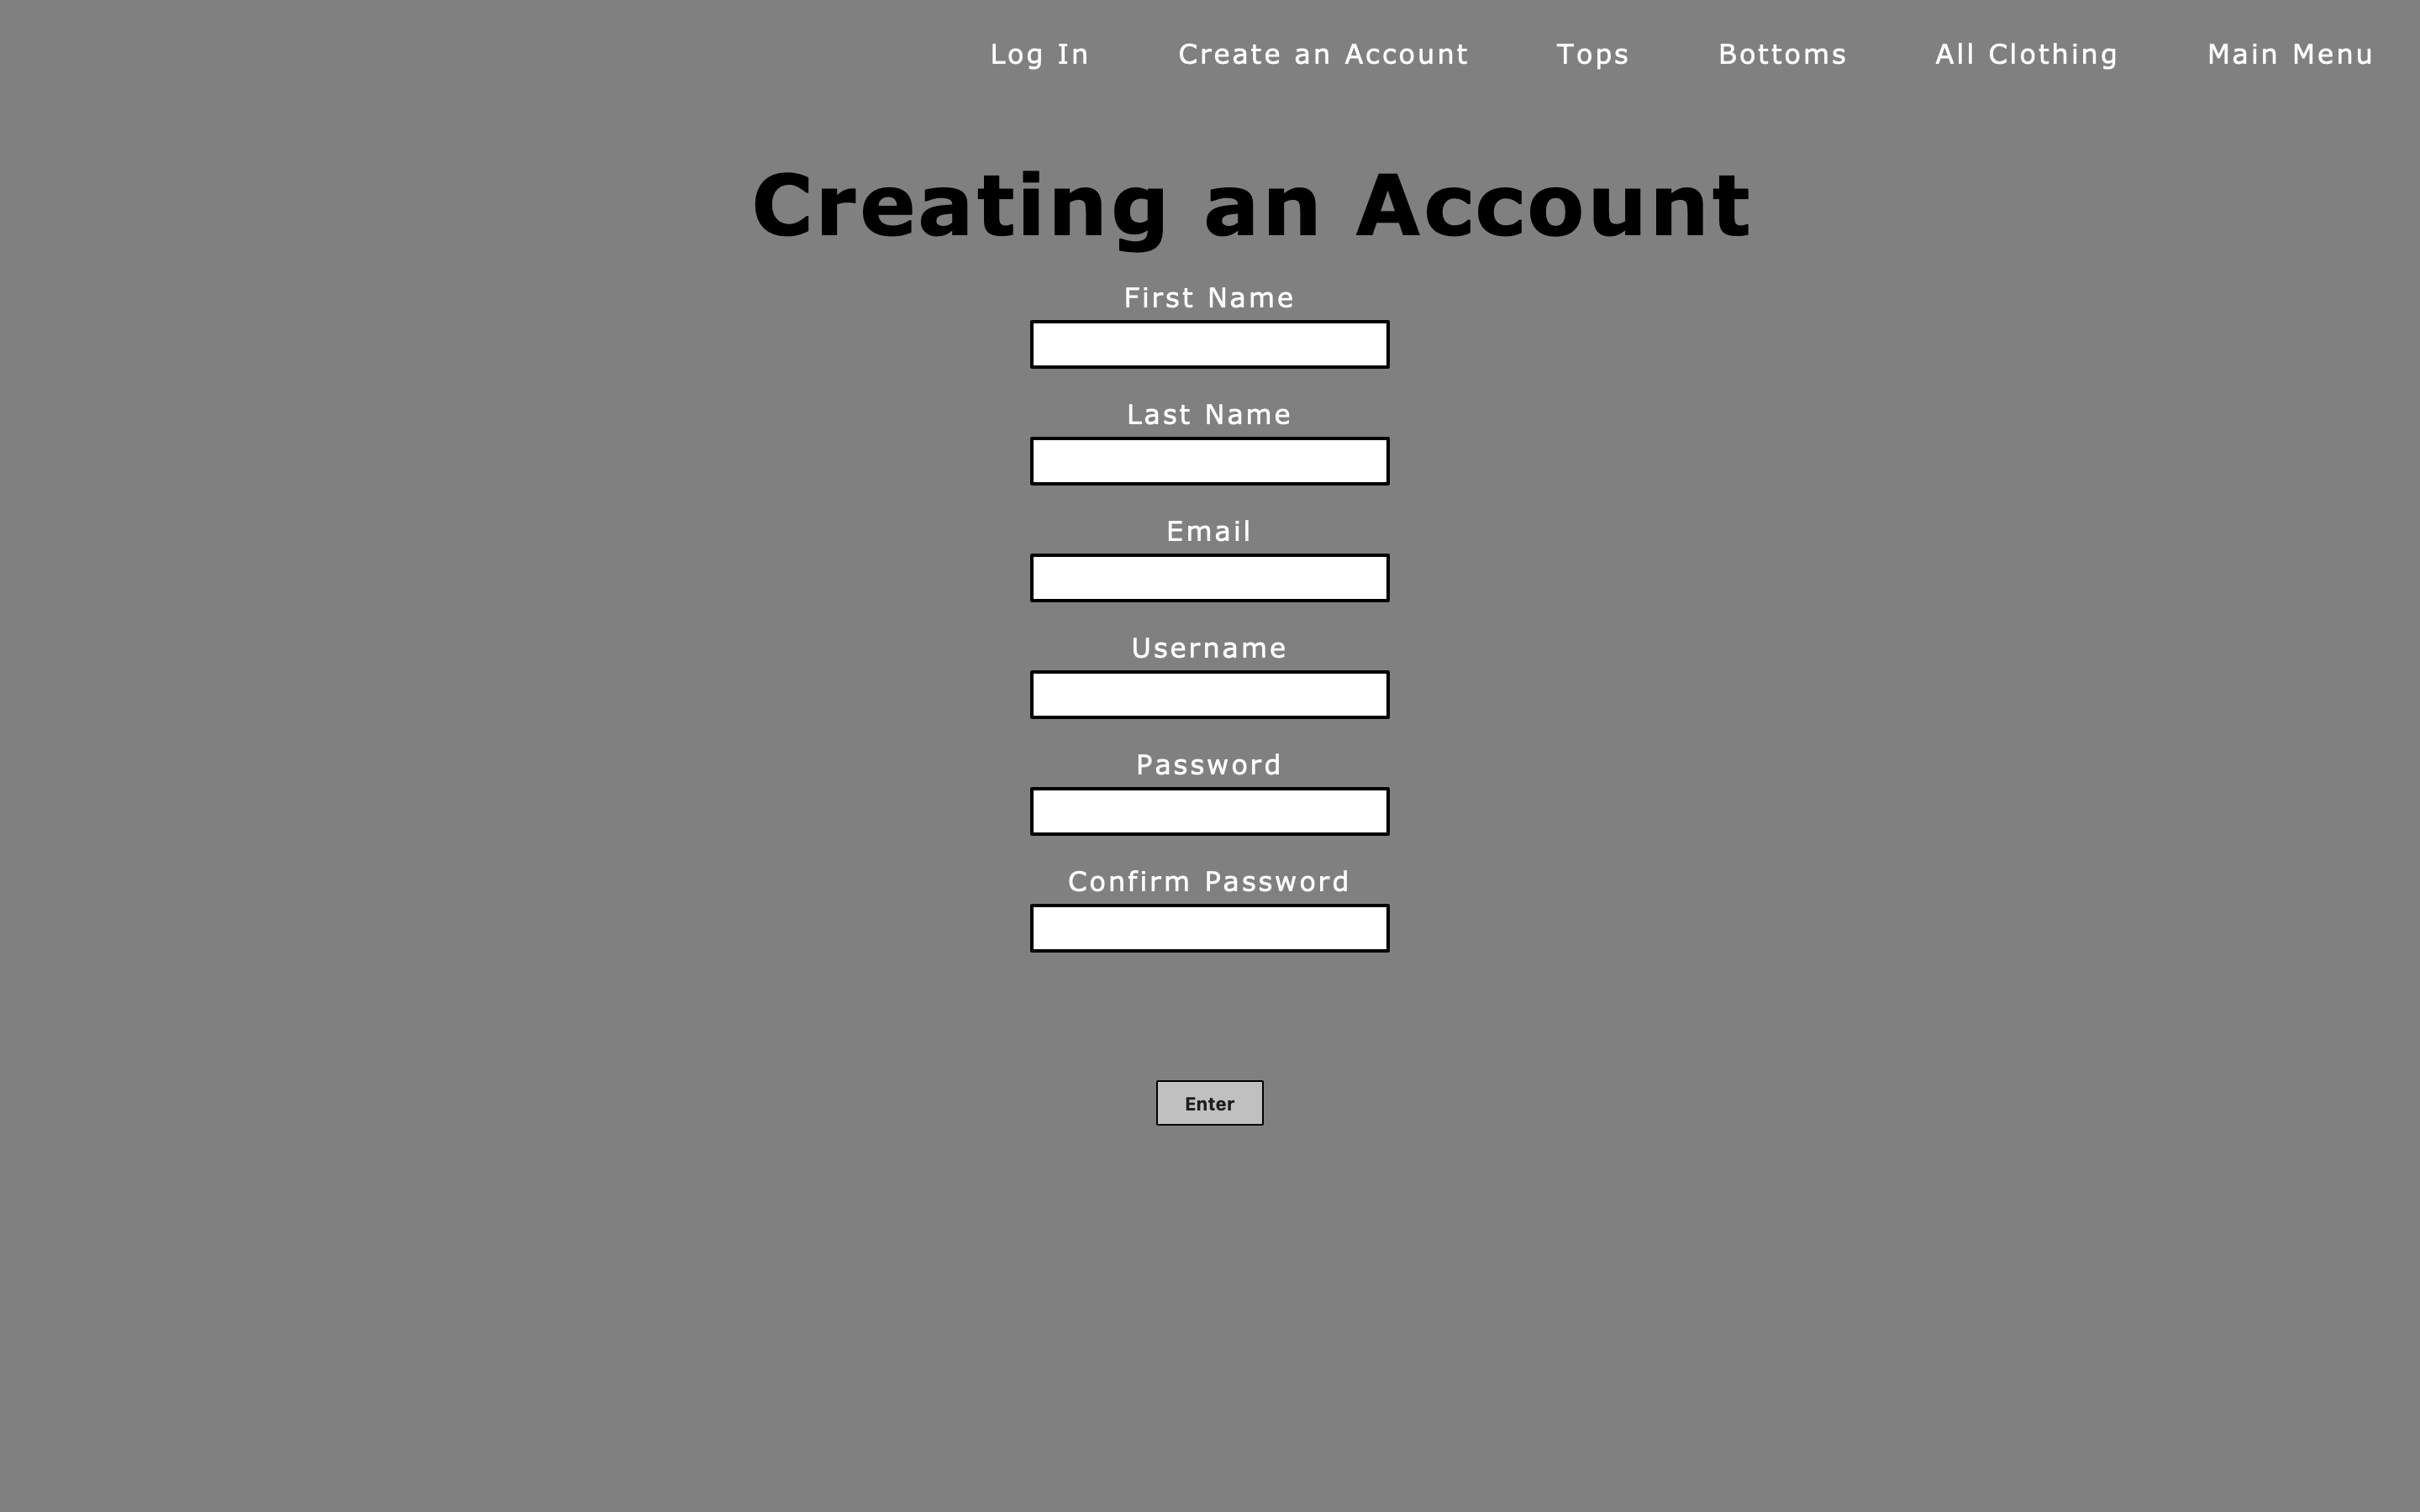 Log In Create an Account Tops Bottoms All Clothing Main Menu
Creating an Account
First Name
Last Name
Email
Username
Password
Confirm Password
Enter